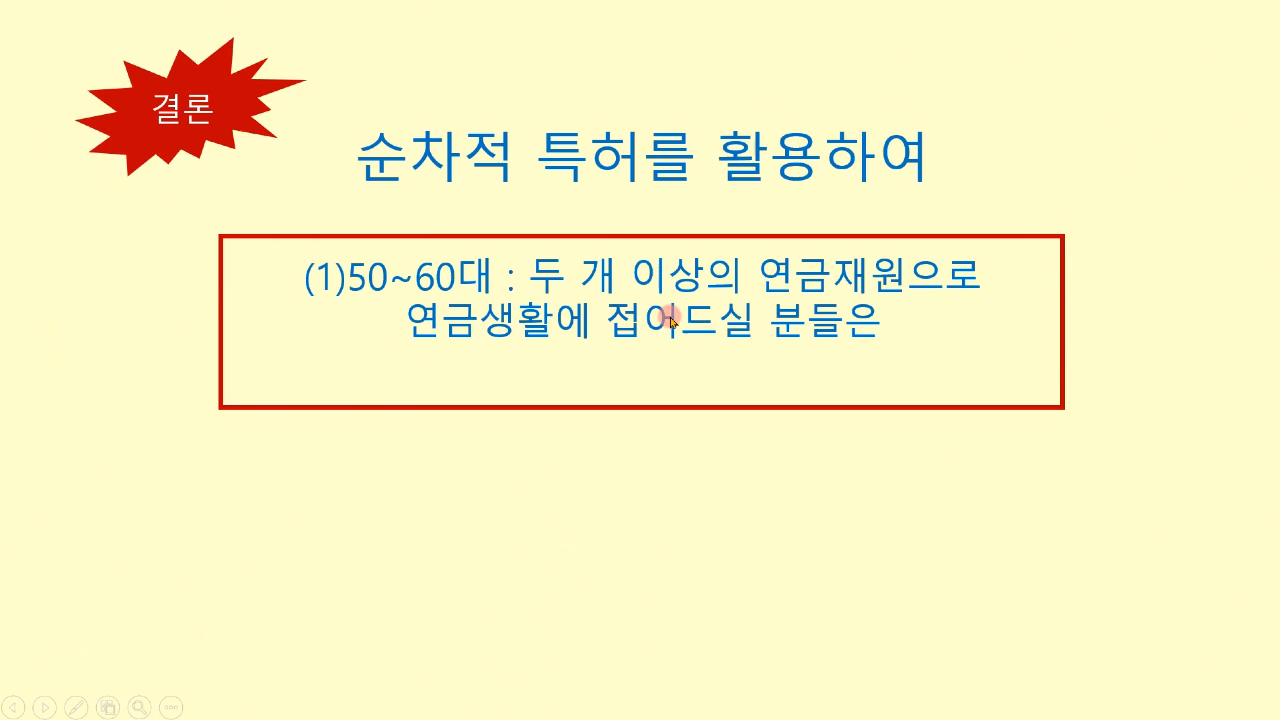 결론
순차적 특허를 활용하여
(1)50~60대 : 두 개 이상의 연금재원으로
연금생활에 접어드실 분들은